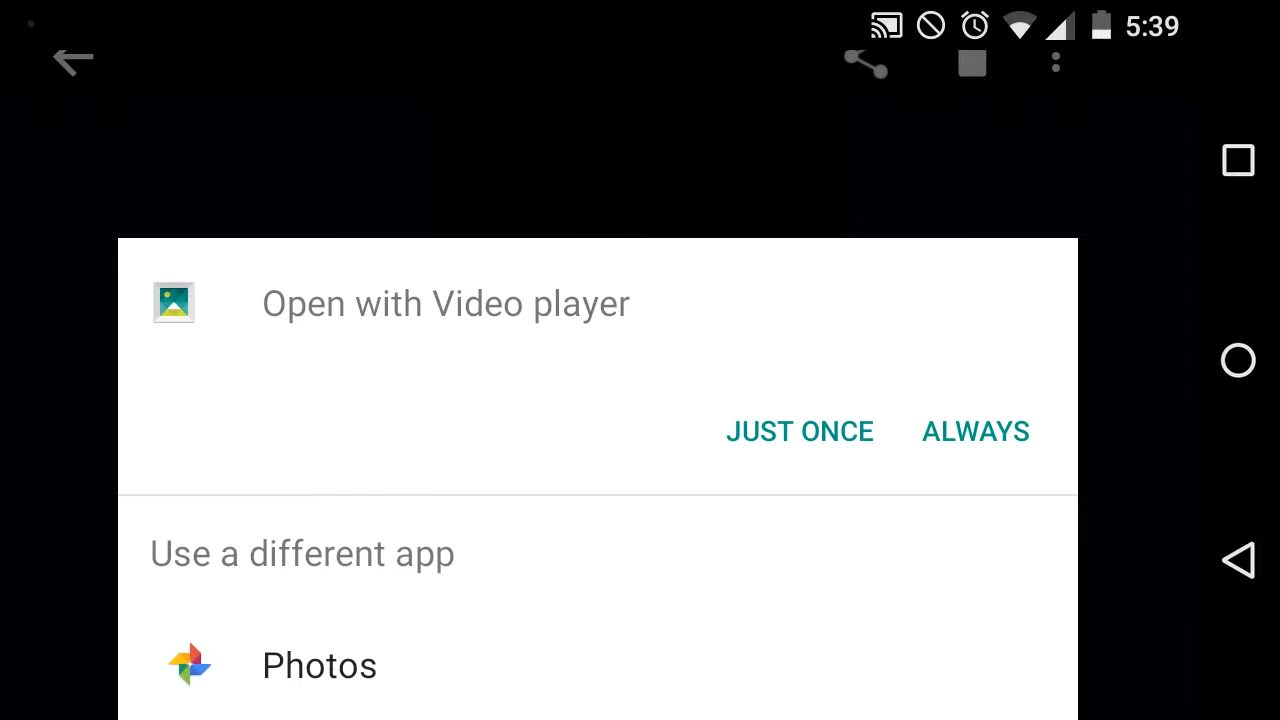 5:39
Open with Video player
JUST ONCE ALWAYS
Use a different app
Photos